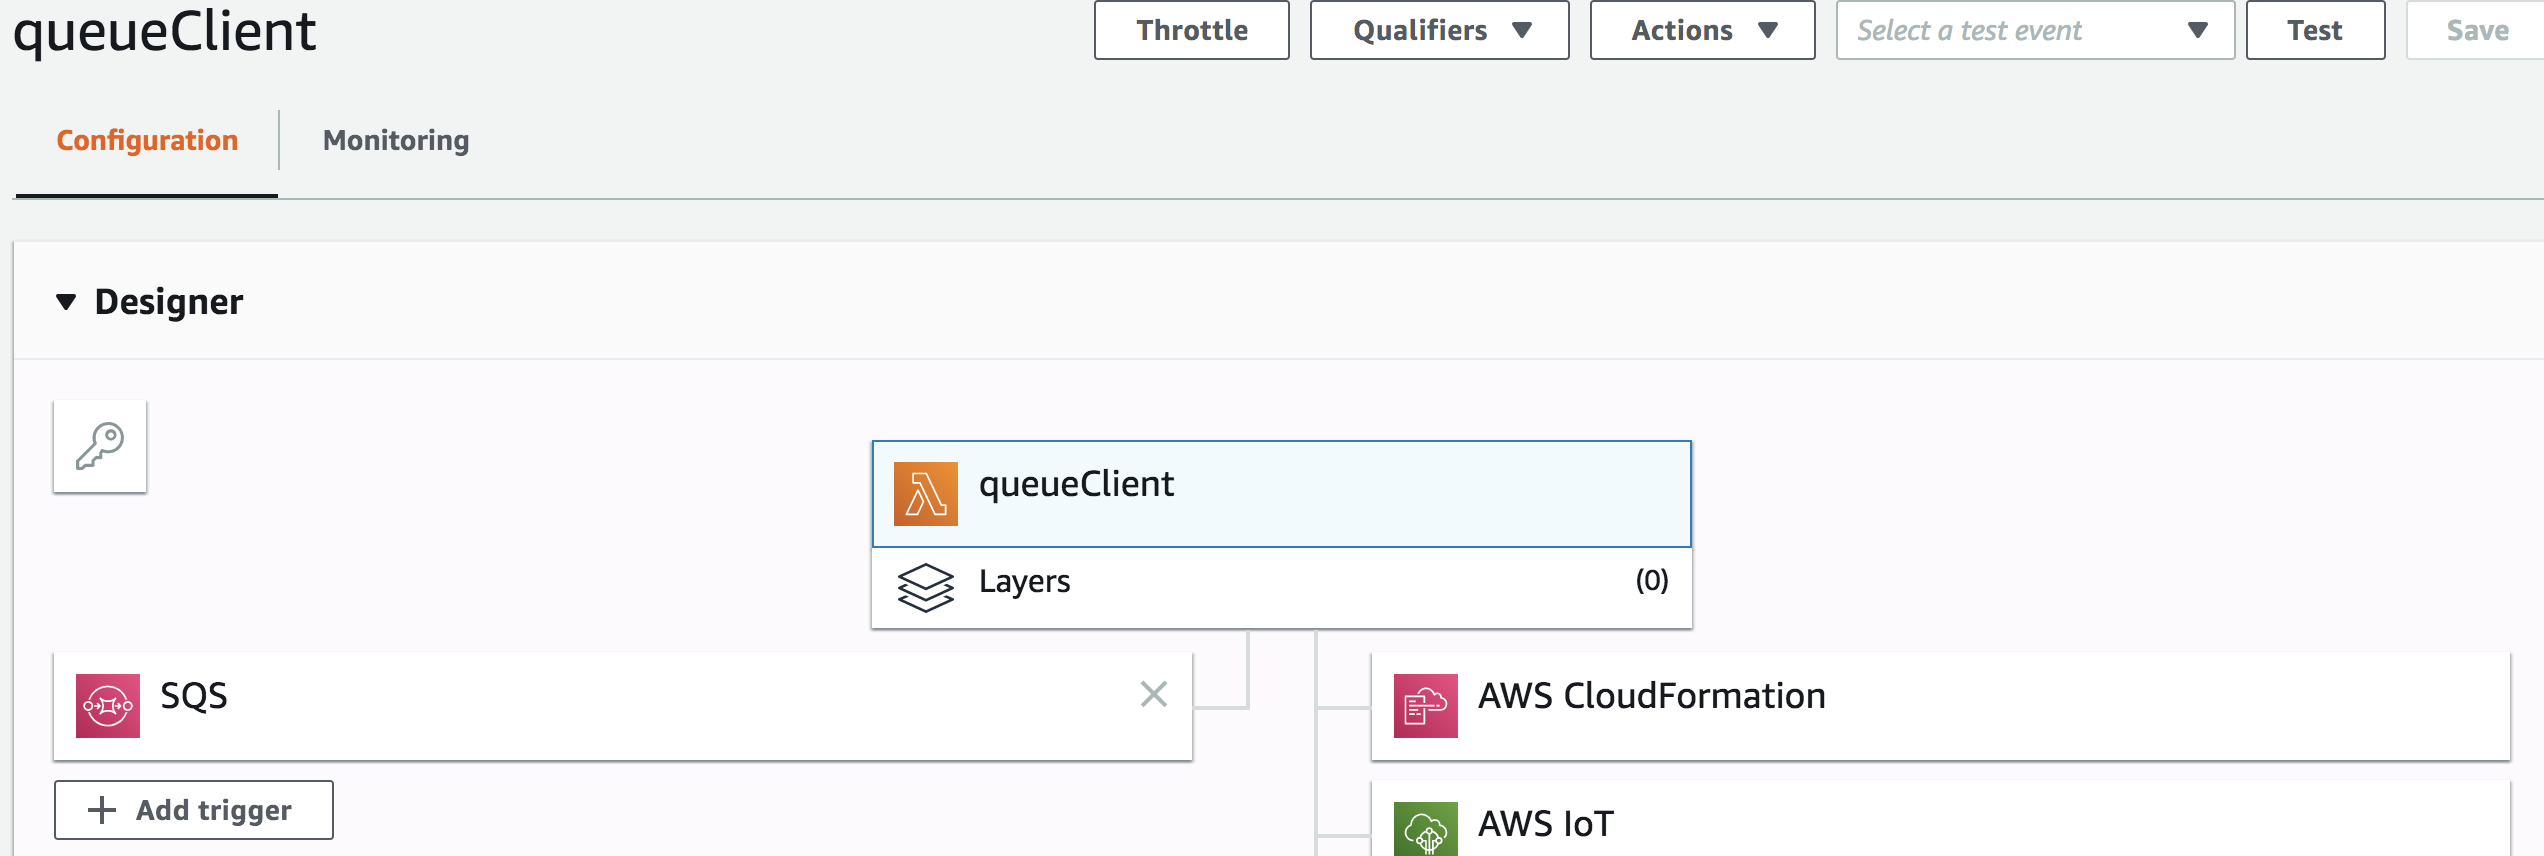 queueClient
Throttle
Qualifiers
Actions
Select a test event
Test
Save
Configuration
Monitoring
Designer
queueClient
Layers
(0)
SQS
AWS CloudFormation
Add trigger
AWS IoT